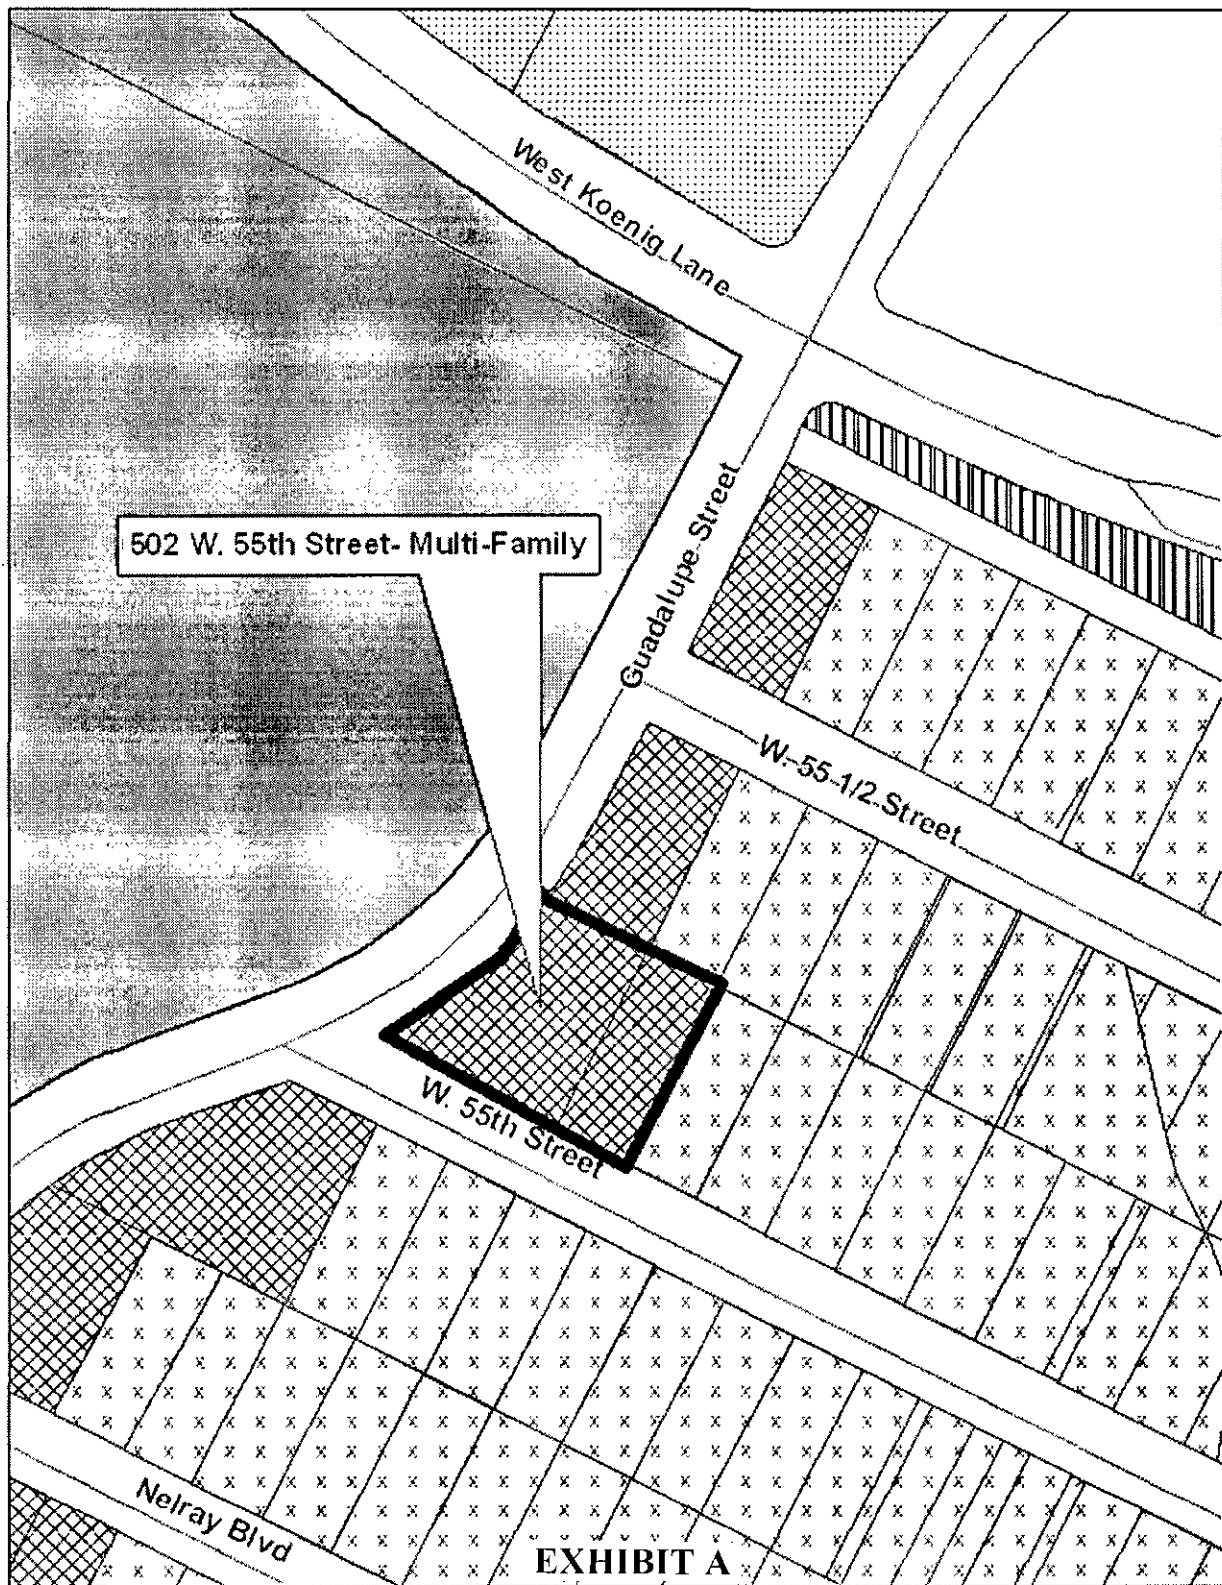 West Koenig Lane
Guadalupe Street
502 W. 55th Street- Multi-Family
W. 55 1/2 Street
W. 55th Street
Nelray Blvd
EXHIBIT A